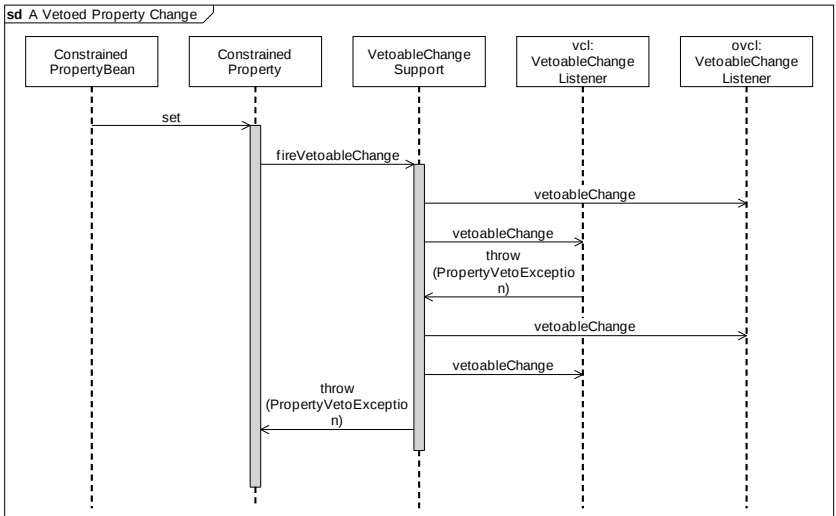 sd A Vetoed Property Change
Constrained
PropertyBean
Constrained
Property
VetoableChange
Support
vcl:
VetoableChange
Listener
ovcl:
VetoableChange
Listener
set
fireVetoableChange
vetoableChange
vetoableChange
throw
(PropertyVetoExceptio
n)
vetoableChange
vetoableChange
throw
(PropertyVetoExceptio
n)